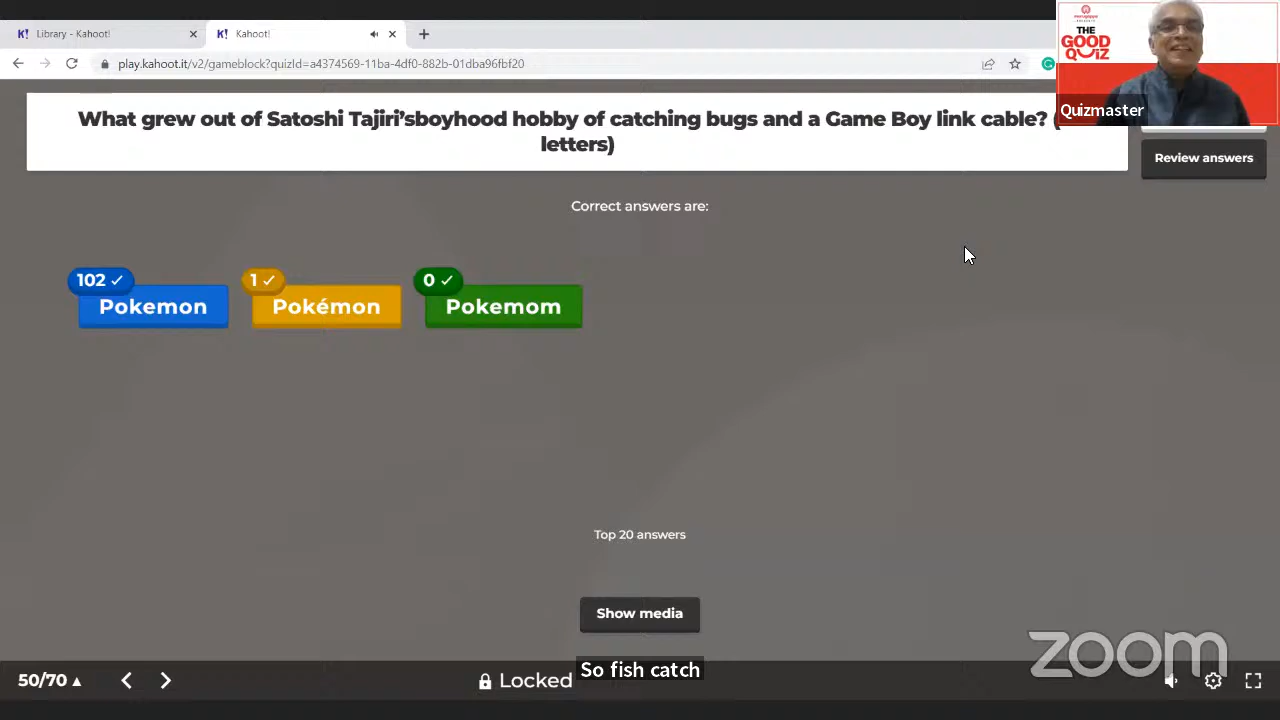 Library - Kahoot!
Kahoot!
play.kahoot.it/v2/gameblock?quizId=a4374569-11ba-4df0-882b-01dba96fbf20
THE
GOOD
QUIZ
Quizmaster
What grew out of Satoshi Tajiri'sboyhood hobby of catching bugs and a Game Boy link cable? (
letters)
Review answers
Correct answers are:
102 ✓
1 ✓
0 ✓
Pokemon
Pokémon
Pokemom
Top 20 answers
Show media
zoom
50/70
Locked
So fish catch